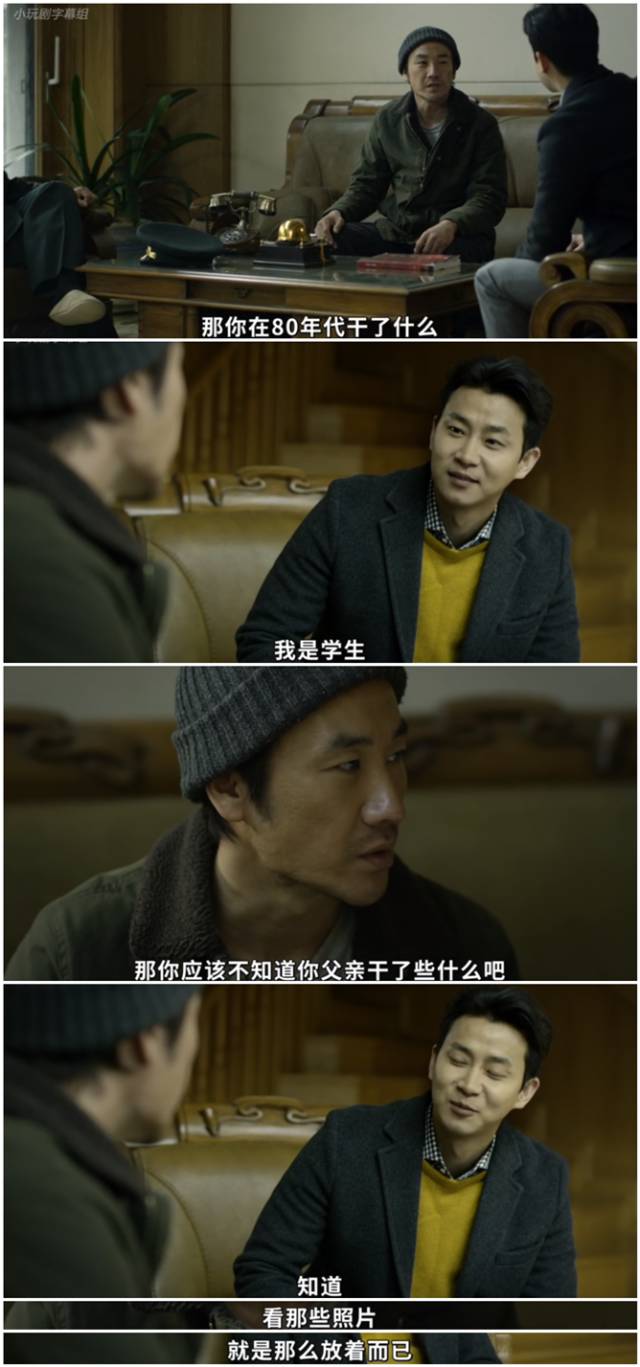 小玩剧字幕组
那你在80年代干了什么
我是学生
那你应该不知道你父亲干了些什么吧
知道
看那些照片
就是那么放着而已